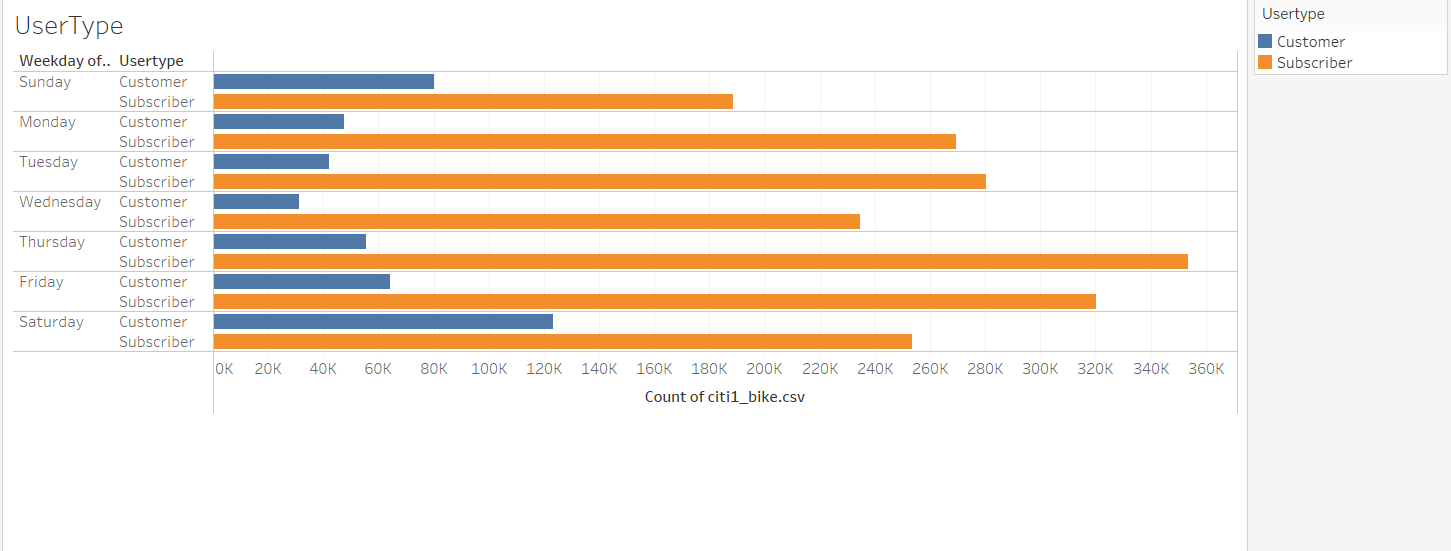 UserType
Weekday of.. Usertype
Sunday Customer
Subscriber
Monday Customer
Subscriber
Tuesday Customer
Subscriber
Wednesday Customer
Subscriber
Thursday Customer
Subscriber
Friday Customer
Subscriber
Saturday Customer
Subscriber
0K 20K 40K 60K 80K 100K 120K 140K 160K 180K 200K 220K 240K 260K 280K 300K 320K 340K 360K
Count of citi1_bike.csv
Usertype
Customer
Subscriber